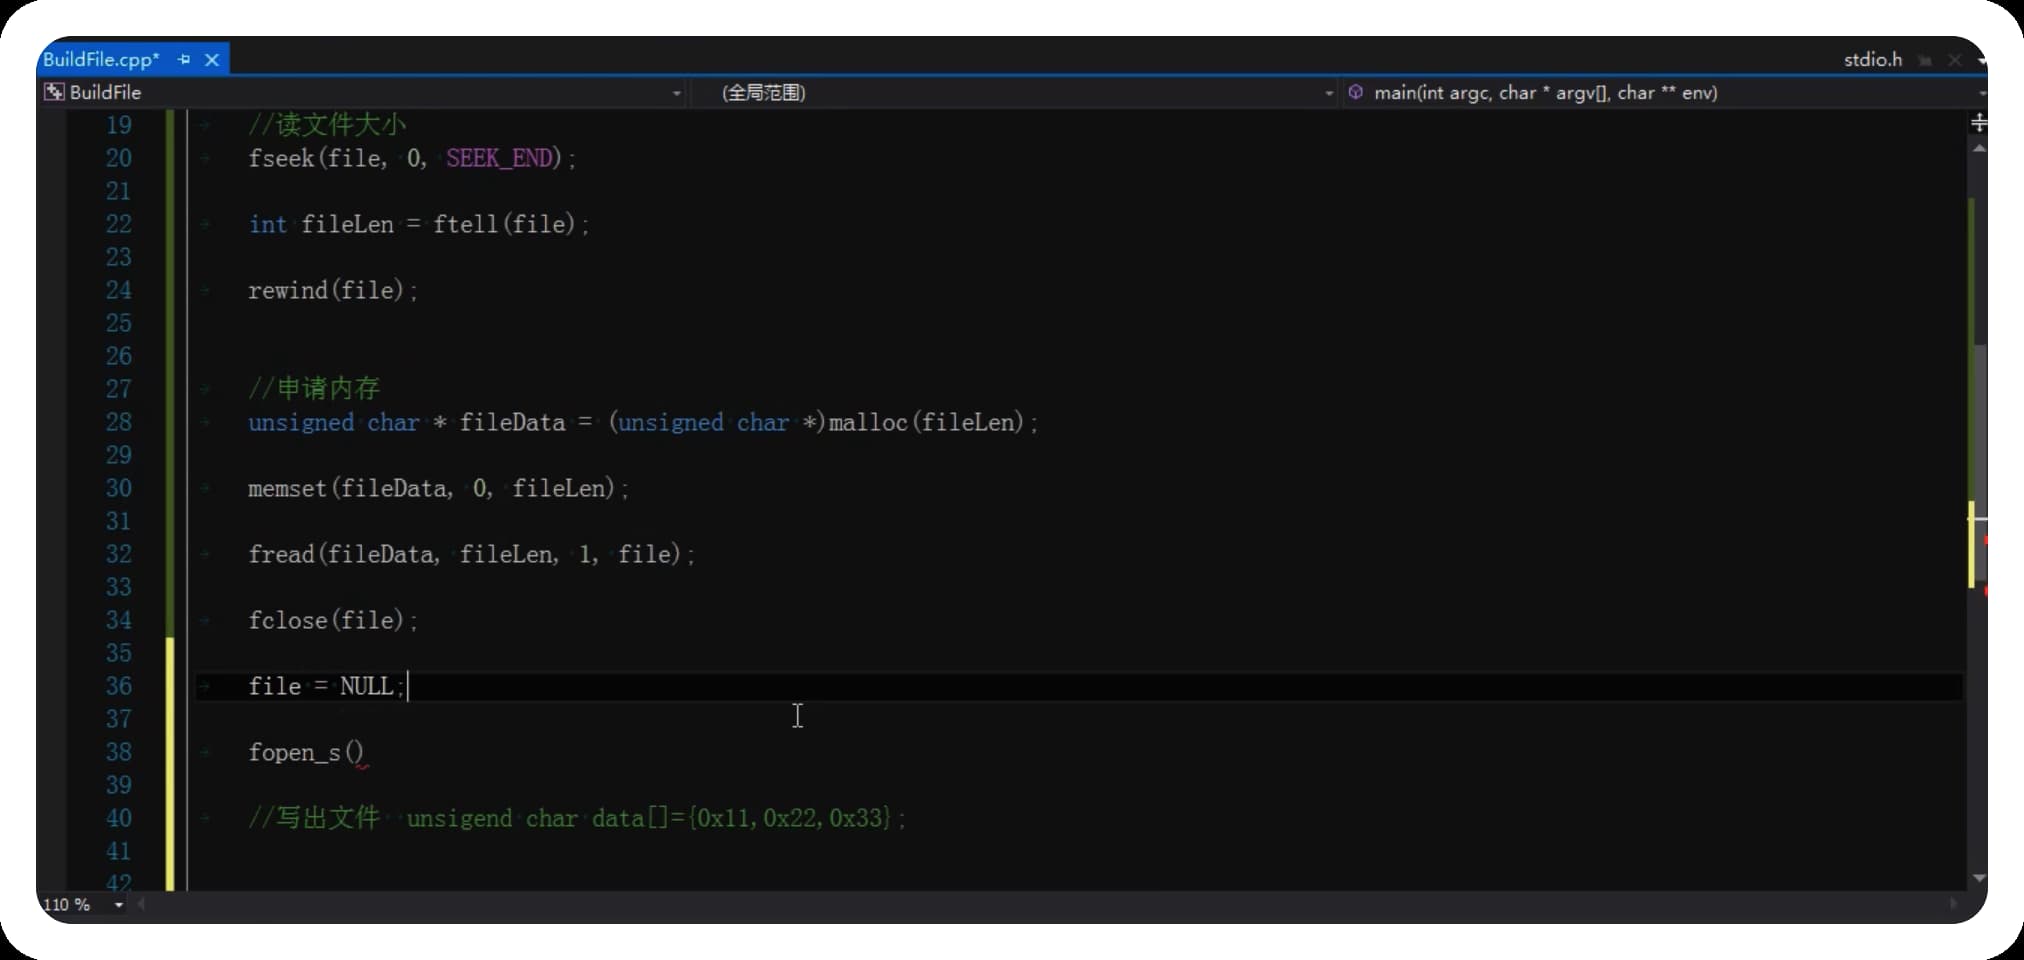 BuildFile.cpp* stdio.h
BuildFile (全局范围) main(int argc, char * argv[], char ** env)
19 //读文件大小
20 fseek(file, 0, SEEK_END);
21
22 int fileLen = ftell(file);
23
24 rewind(file);
25
26
27 //申请内存
28 unsigned char * fileData = (unsigned char *)malloc(fileLen);
29
30 memset(fileData, 0, fileLen);
31
32 fread(fileData, fileLen, 1, file);
33
34 fclose(file);
35
36 file = NULL;
37
38 fopen_s()
39
40 //写出文件 unsigend char data[]={0x11,0x22,0x33};
41
42
110 %